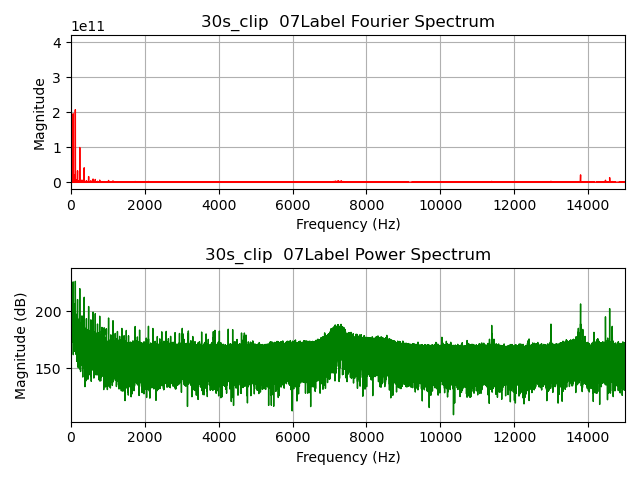 30s_clip  07Label Fourier Spectrum
1e11
4
3
2
1
0
Magnitude
0 2000 4000 6000 8000 10000 12000 14000
Frequency (Hz)
30s_clip  07Label Power Spectrum
200
150
Magnitude (dB)
0 2000 4000 6000 8000 10000 12000 14000
Frequency (Hz)